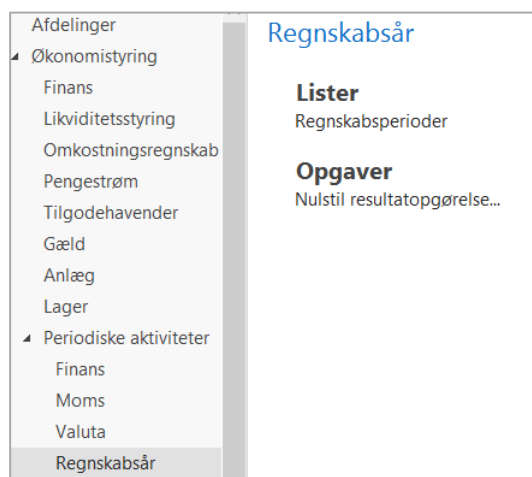 Afdelinger
Økonomistyring
Finans
Likviditetsstyring
Omkostningsregnskab
Pengestrøm
Tilgodehavender
Gæld
Anlæg
Lager
Periodiske aktiviteter
Finans
Moms
Valuta
Regnskabsår
Regnskabsår
Lister
Regnskabsperioder
Opgaver
Nulstil resultatopgørelse...